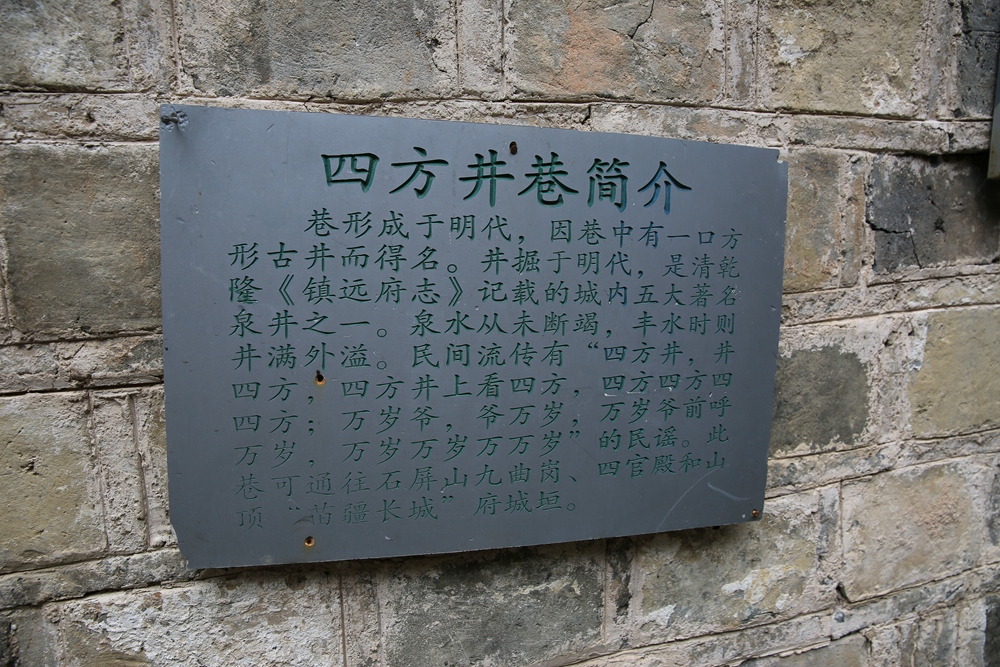 四方井巷简介
巷形成于明代，因巷中有一口方
形古井而得名。井掘于明代，是清乾
隆《镇远府志》记载的城内五大著名
泉井之一。泉水从未断竭，丰水时则
井满外溢。民间流传有“四方井，井
四方，四方井上看四方，四方四方四
四方；万岁爷，爷万岁，万岁爷前呼
万岁，万岁万岁万万岁”的民谣。此
巷可通往石屏山九曲岗、四官殿和山
顶“苗疆长城”府城垣。